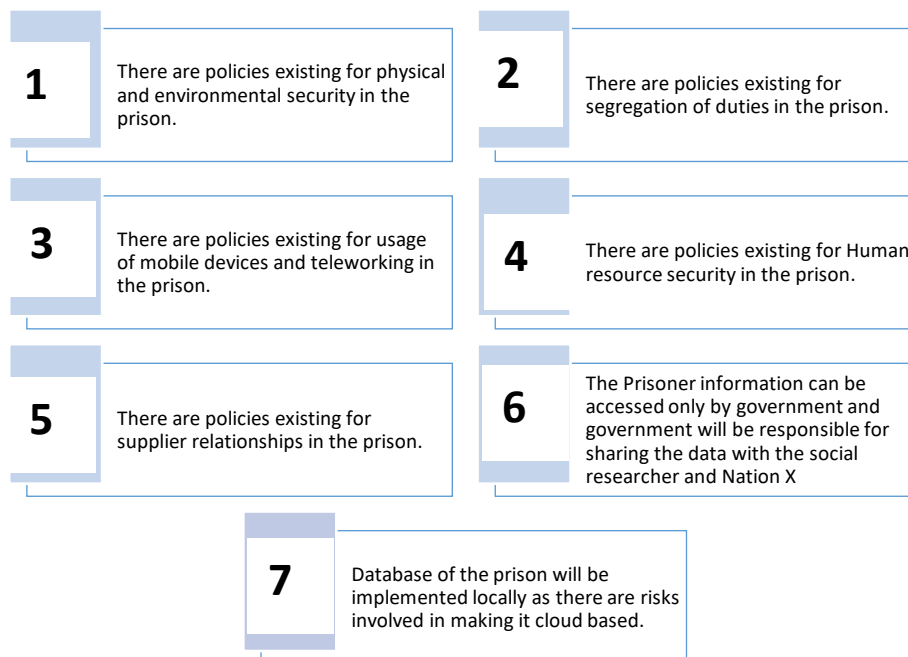 1
There are policies existing for physical
and environmental security in the
prison.
2
There are policies existing for
segregation of duties in the prison.
3
There are policies existing for usage
of mobile devices and teleworking in
the prison.
4
There are policies existing for Human
resource security in the prison.
5
There are policies existing for
supplier relationships in the prison.
6
The Prisoner information can be
accessed only by government and
government will be responsible for
sharing the data with the social
researcher and Nation X
7
Database of the prison will be
implemented locally as there are risks
involved in making it cloud based.